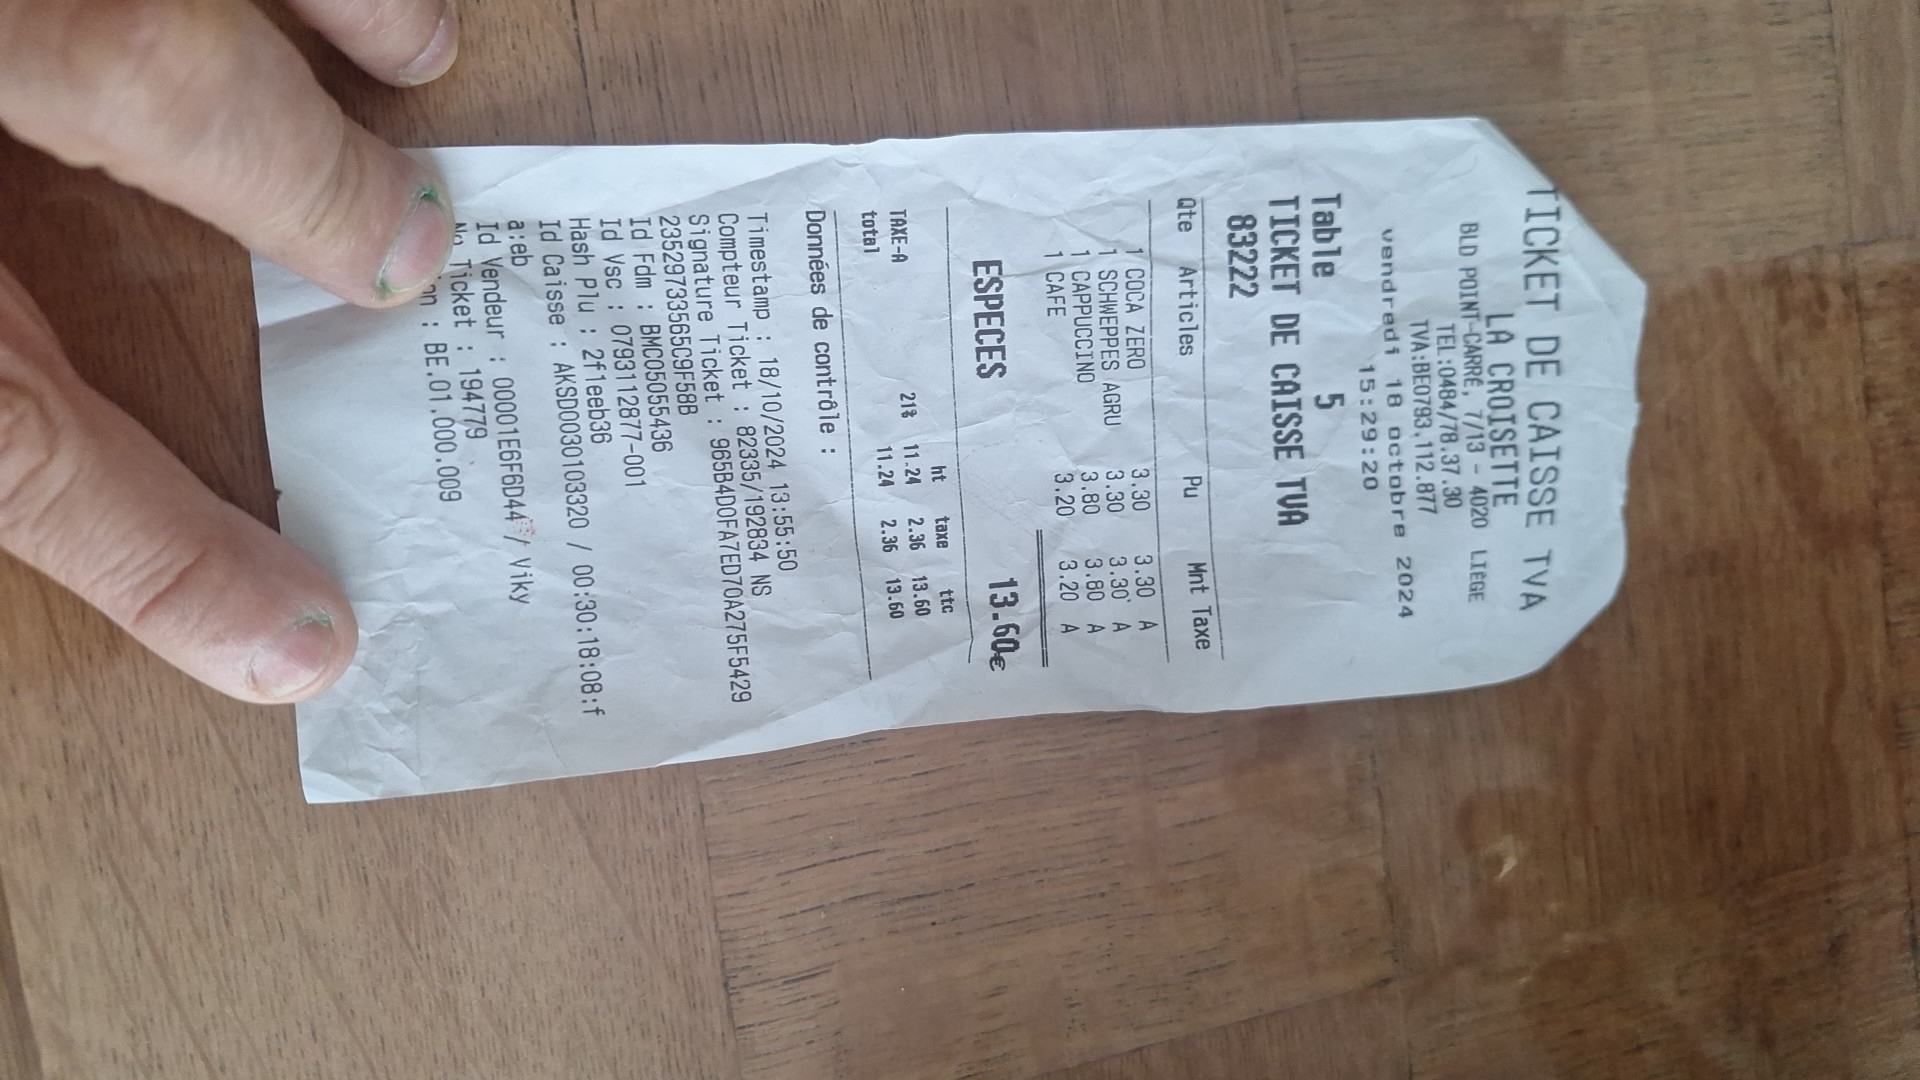 TICKET DE CAISSE TVA
LA CROISETTE
BLD POINT-CARRE, 7/13 - 4020 LIEGE
TEL:0484/78.37.30
TVA:BE0793.112.877
vendredi 18 octobre 2024
15:29:20
Table 5
TICKET DE CAISSE TVA
83222
Qte Articles Pu Mnt Taxe
1 COCA ZERO 3.30 3.30 A
1 SCHWEPPES AGRU 3.30 3.30 A
1 CAPPUCCINO 3.80 3.80 A
1 CAFE 3.20 3.20 A
ESPECES 13.60€
ht taxe ttc
TAXE-A 21% 11.24 2.36 13.60
total 11.24 2.36 13.60
Données de contrôle :
Timestamp : 18/10/2024 13:55:50
Compteur Ticket : 82335/192834 NS
Signature Ticket : 965B4D0FA7ED70A275F5429
23529733565C9F58B
Id Fdm : BMC05055436
Id Vsc : 0793112877-001
Hash Plu : 2f1eeb36
Id Caisse : AKSD0030103320 / 00:30:18:08:f
a:eb
Id Vendeur : 00001E6F6D44 / Viky
No Ticket : 194779
: BE.01.000.009